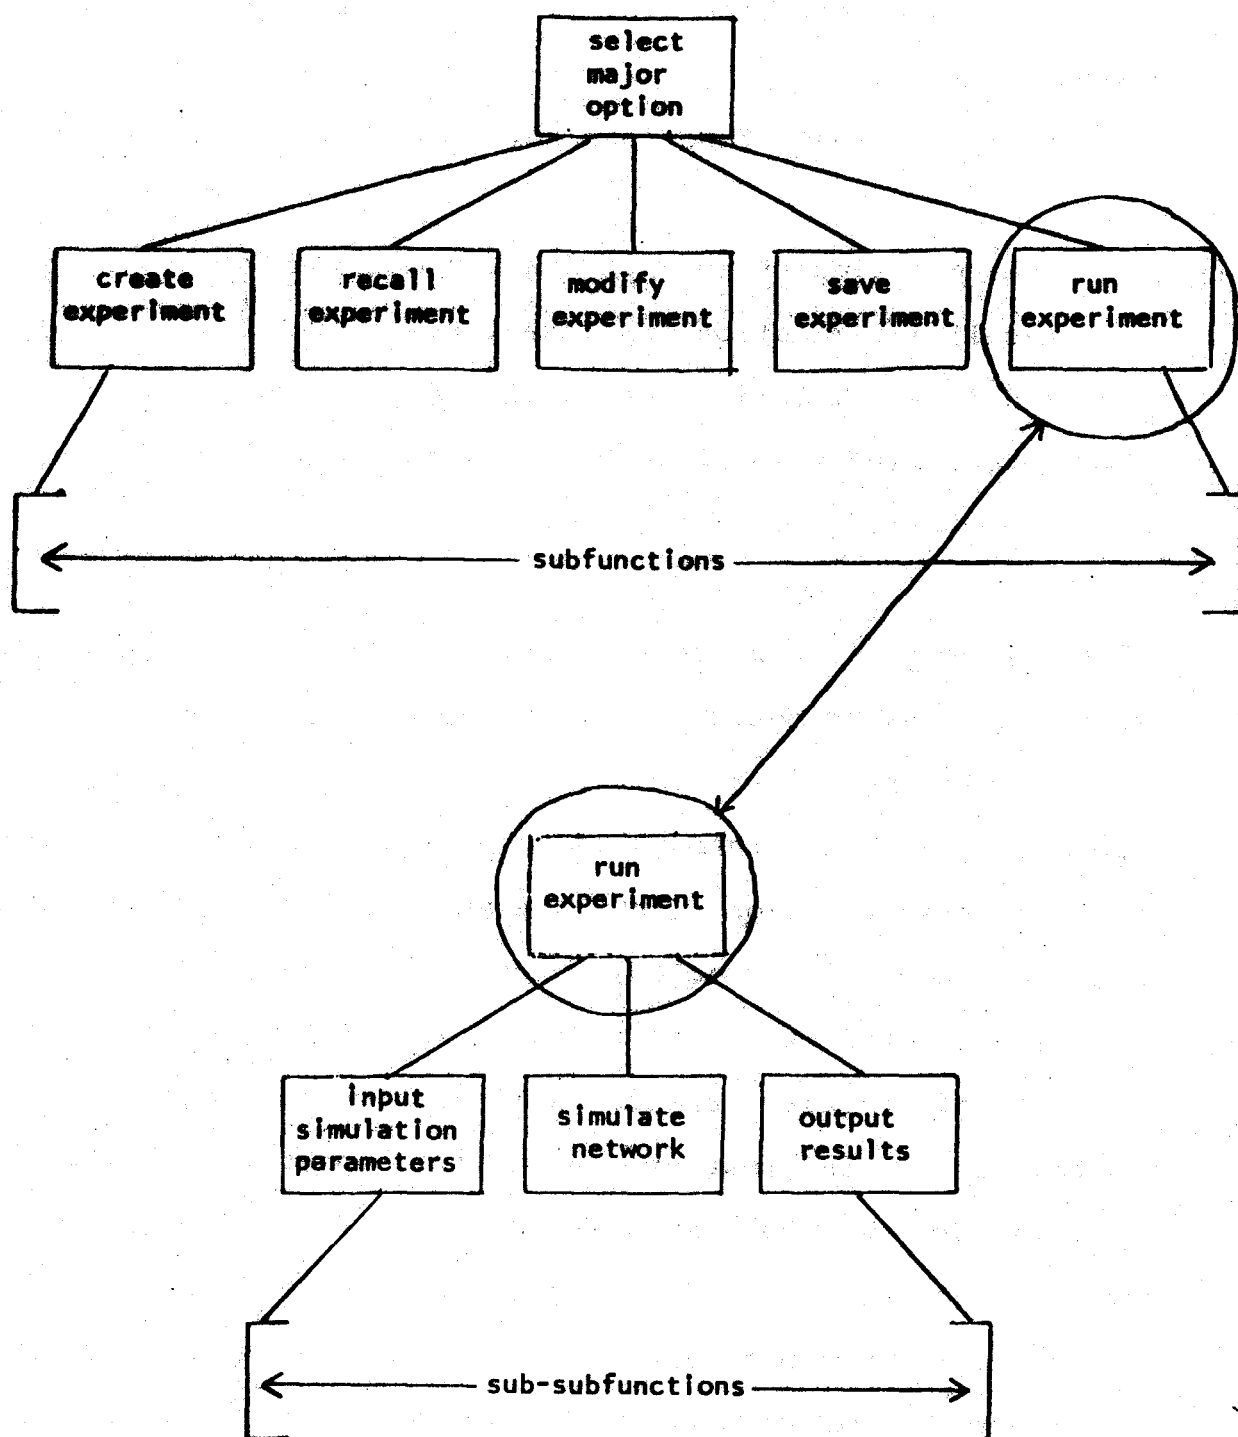 select
major
option
create
experiment
recall
experiment
modify
experiment
save
experiment
run
experiment
subfunctions
run
experiment
input
simulation
parameters
simulate
network
output
results
sub-subfunctions